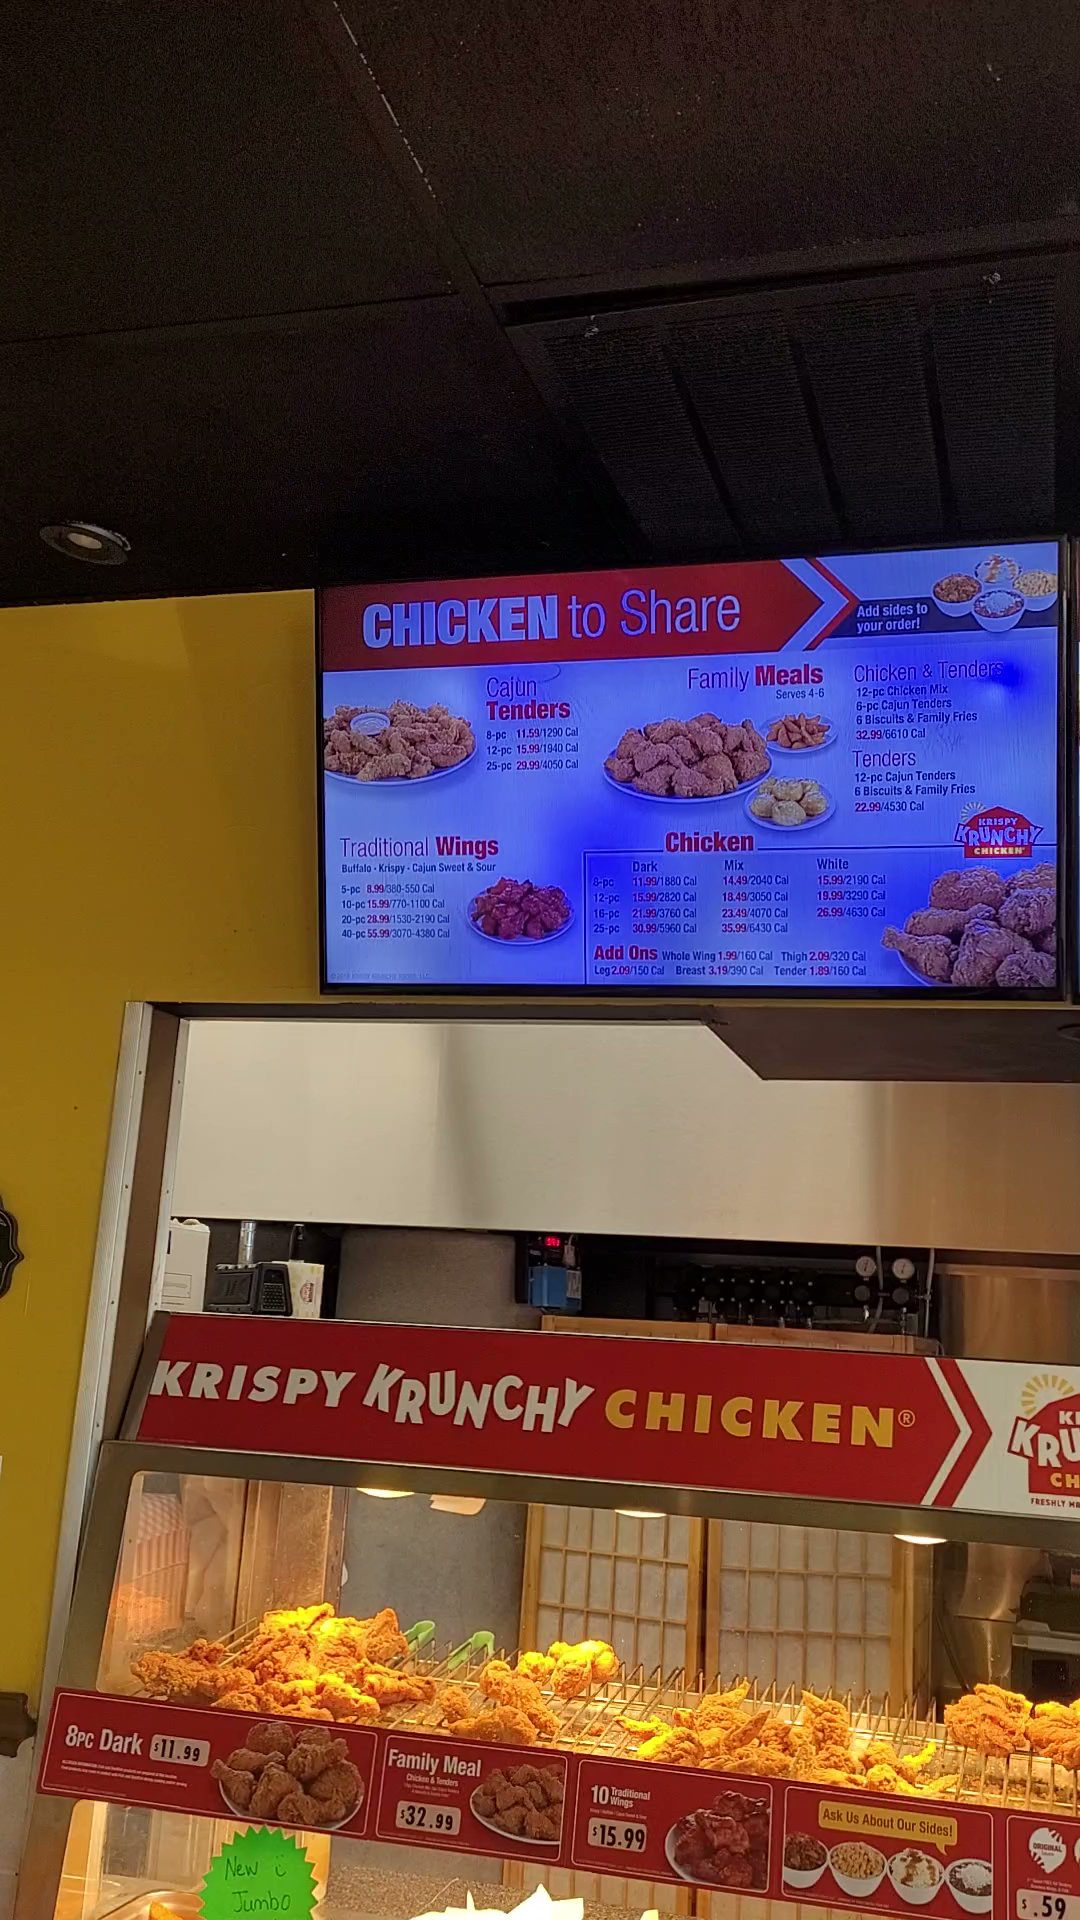 CHICKEN to Share
Add sides to
your order!
Cajun
Tenders
8-pc 11.59/1290 Cal
12-pc 15.99/1940 Cal
25-pc 29.99/4050 Cal
Family Meals
Serves 4-6
Chicken & Tenders
12-pc Chicken Mix
6-pc Cajun Tenders
6 Biscuits & Family Fries
32.99/6610 Cal
Tenders
12-pc Cajun Tenders
6 Biscuits & Family Fries
22.99/4530 Cal
KRISPY
KRUNCHY
CHICKEN
Traditional Wings
Buffalo - Krispy - Cajun Sweet & Sour
5-pc 8.99/380-550 Cal
10-pc 15.99/770-1100 Cal
20-pc 28.99/1530-2190 Cal
40-pc 55.99/3070-4380 Cal
Chicken
Dark Mix White
8-pc 11.99/1880 Cal 14.49/2040 Cal 15.99/2190 Cal
12-pc 15.99/2820 Cal 18.49/3050 Cal 19.99/3290 Cal
16-pc 21.99/3760 Cal 23.49/4070 Cal 26.99/4630 Cal
25-pc 30.99/5960 Cal 35.99/6430 Cal
Add Ons Whole Wing 1.99/160 Cal Thigh 2.09/320 Cal
Leg 2.09/150 Cal Breast 3.19/390 Cal Tender 1.89/160 Cal
KRISPY KRUNCHY CHICKEN®
KRU
CH
FRESHLY
8PC Dark $11.99
Family Meal
Chicken & Tenders
$32.99
10 Traditional
Wings
$15.99
Ask Us About Our Sides!
ORIGINAL
$.59
New
Jumbo